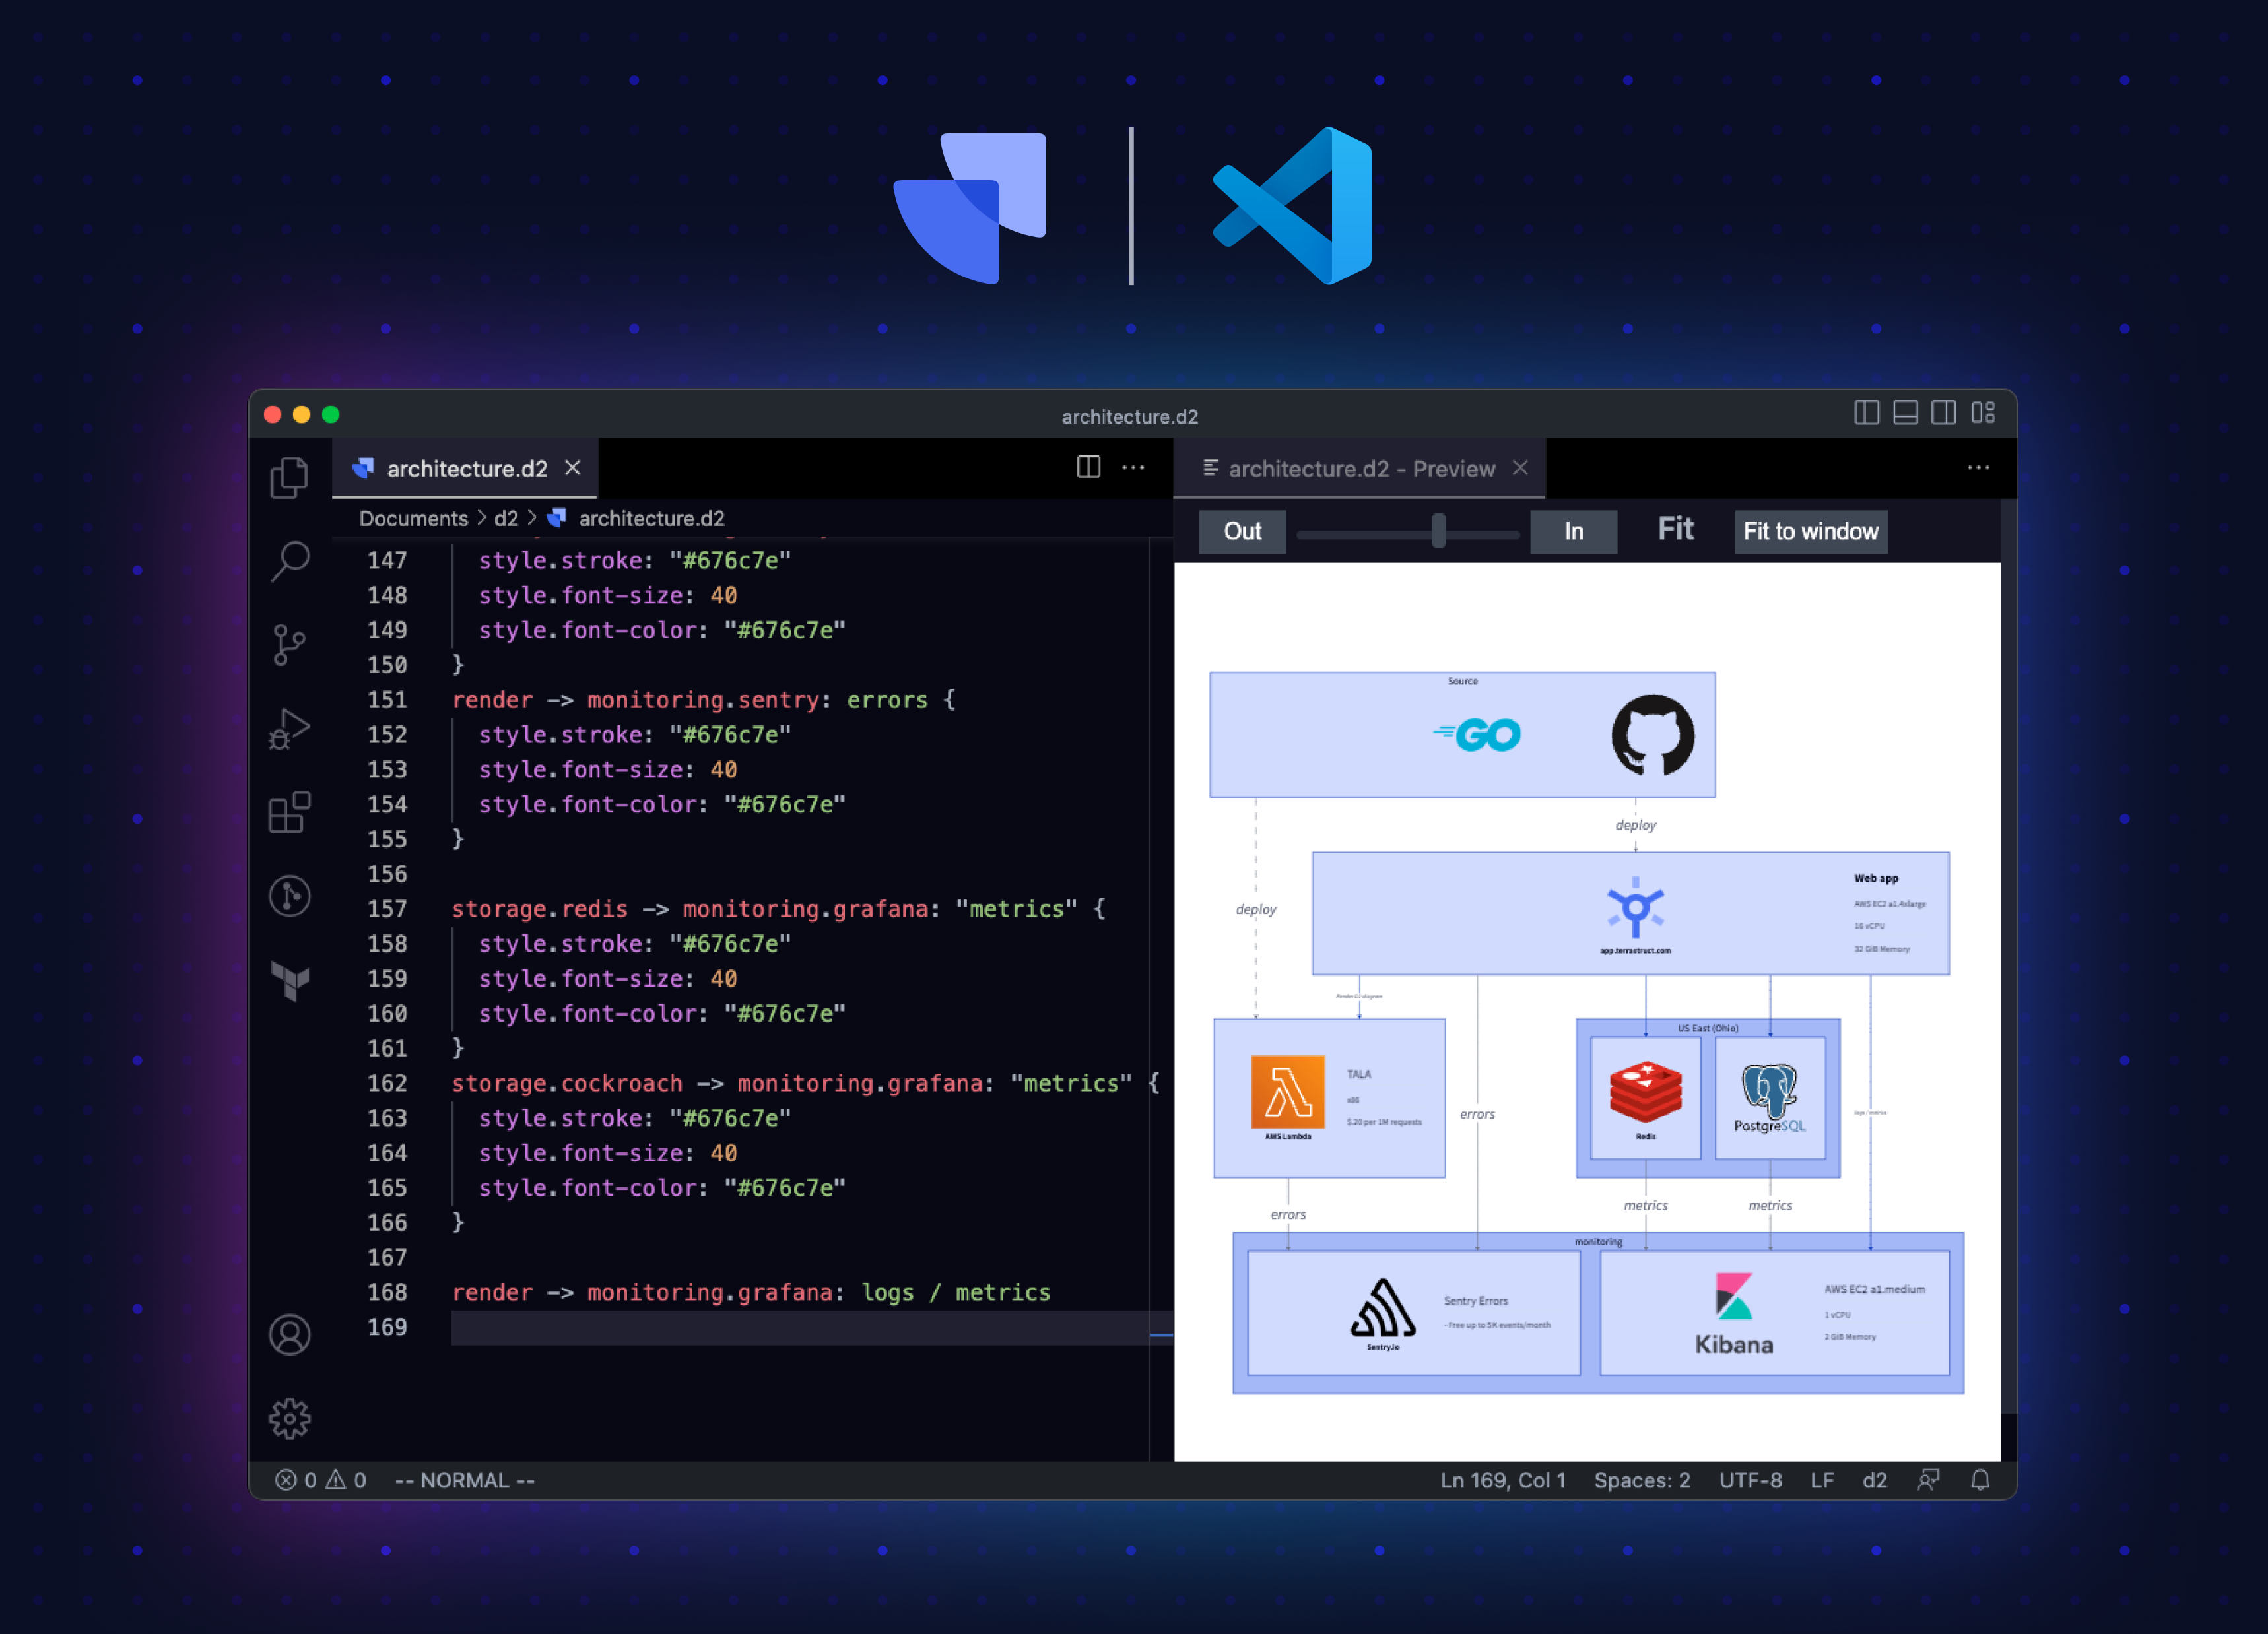 architecture.d2
architecture.d2
architecture.d2 - Preview
Documents > d2 > architecture.d2
147 style.stroke: "#676c7e"
148 style.font-size: 40
149 style.font-color: "#676c7e"
150 }
151 render -> monitoring.sentry: errors {
152 style.stroke: "#676c7e"
153 style.font-size: 40
154 style.font-color: "#676c7e"
155 }
156
157 storage.redis -> monitoring.grafana: "metrics" {
158 style.stroke: "#676c7e"
159 style.font-size: 40
160 style.font-color: "#676c7e"
161 }
162 storage.cockroach -> monitoring.grafana: "metrics" {
163 style.stroke: "#676c7e"
164 style.font-size: 40
165 style.font-color: "#676c7e"
166 }
167
168 render -> monitoring.grafana: logs / metrics
169
Out
In
Fit
Fit to window
Source
GO
deploy
deploy
Web app
AWS EC2 a1.4xlarge
16 vCPU
32 GiB Memory
app.terrastruct.com
Render D2 diagram
US East (Ohio)
TALA
x86
5.20 per 1M requests
AWS Lambda
errors
Redis
PostgreSQL
logs / metrics
errors
metrics
metrics
monitoring
Sentry Errors
- Free up to 5K events/month
Sentry.io
Kibana
AWS EC2 a1.medium
1 vCPU
2 GiB Memory
0 0 -- NORMAL --
Ln 169, Col 1 Spaces: 2 UTF-8 LF d2